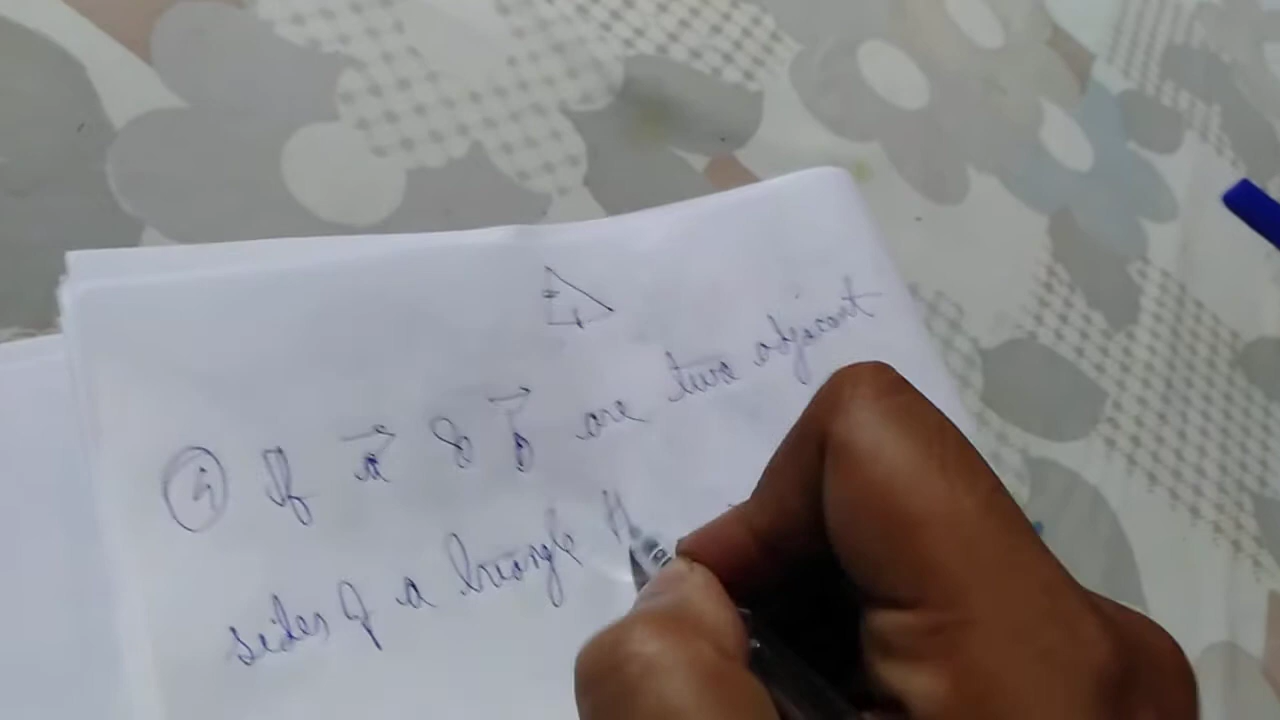 (i) If a⃗ & b⃗ are two adjacent
sides of a triangle